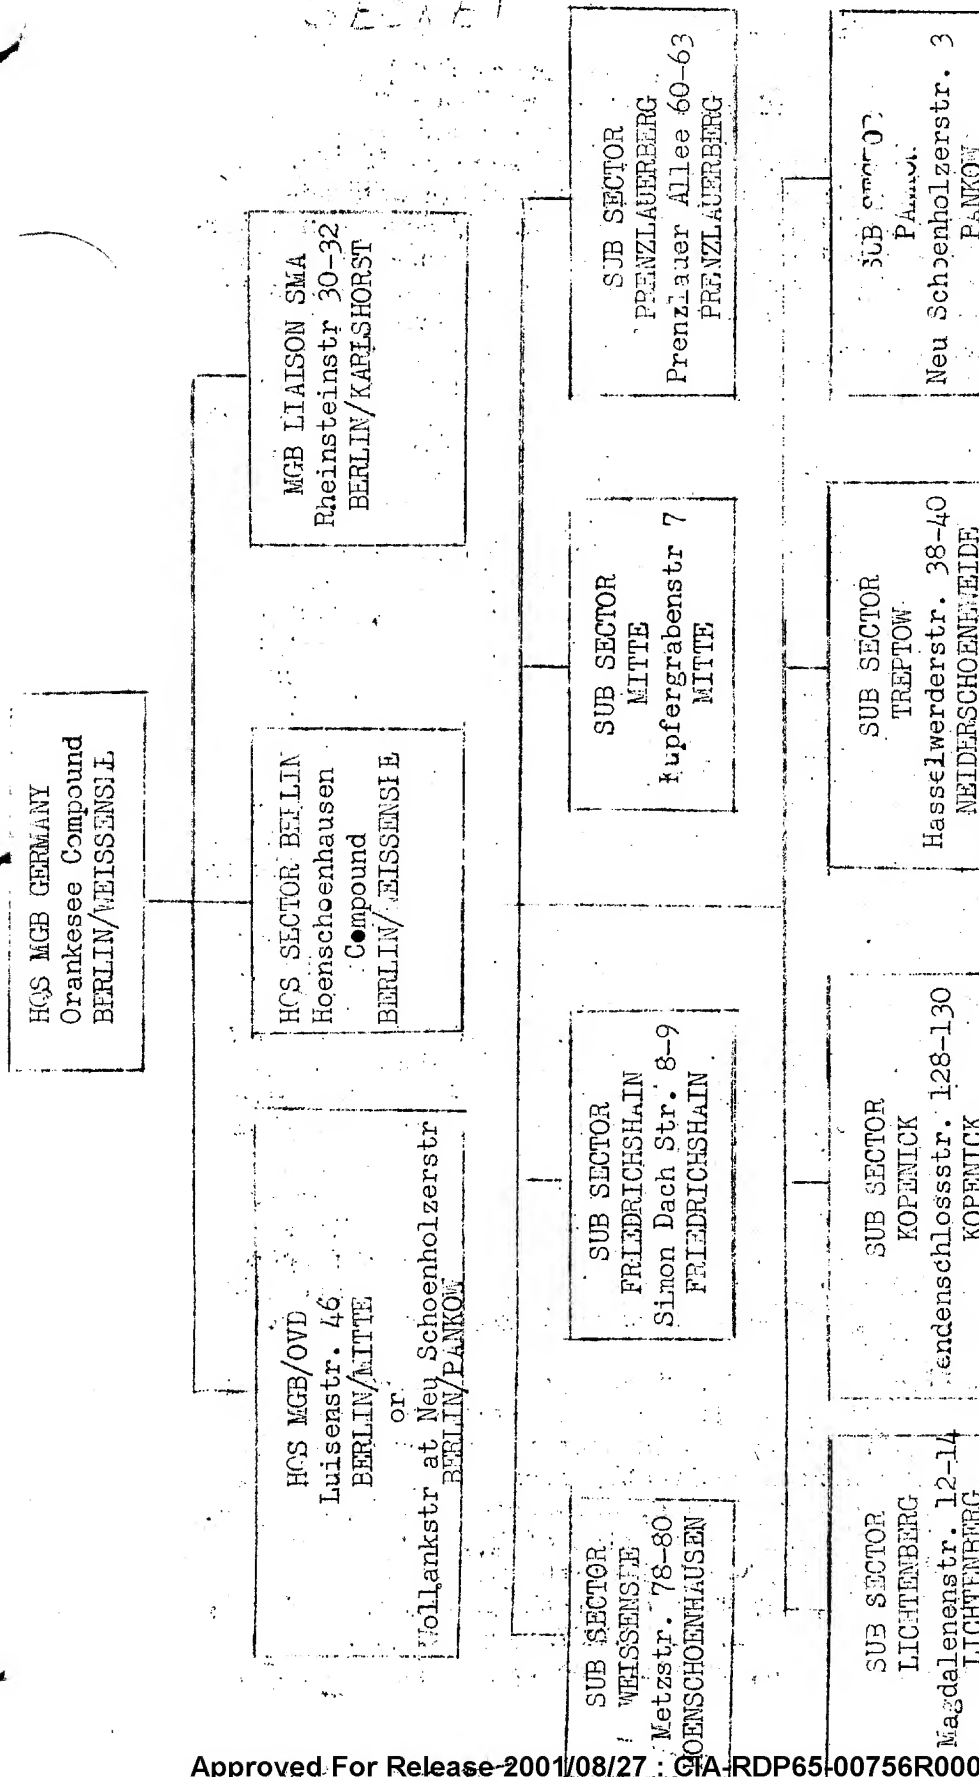 SECRET
HQS MGB GERMANY
Orankesee Compound
BERLIN/WEISSENSEE
HQS MGB/OVD
Luisenstr. 46
BERLIN/MITTE
or
Wollankstr at Neu Schoenholzerstr
BERLIN/PANKOW
HQS SECTOR BERLIN
Hoenschoenhausen
Compound
BERLIN/WEISSENSEE
MGB LIAISON SMA
Rheinsteinstr 30-32
BERLIN/KARLSHORST
SUB SECTOR
WEISSENSEE
Metzstr. 78-80
HOENSCHOENHAUSEN
SUB SECTOR
FRIEDRICHSHAIN
Simon Dach Str. 8-9
FRIEDRICHSHAIN
SUB SECTOR
MITTE
Kupfergrabenstr 7
MITTE
SUB SECTOR
PRENZLAUERBERG
Prenzlauer Allee 60-63
PRENZLAUERBERG
SUB SECTOR
LICHTENBERG
Magdalenenstr. 12-14
LICHTENBERG
SUB SECTOR
KOPENICK
Wendenschlossstr. 128-130
KOPENICK
SUB SECTOR
TREPTOW
Hasselwerderstr. 38-40
NEIDERSCHOENEWEIDE
SUB SECTOR
PANKOW
Neu Schoenholzerstr. 3
PANKOW
Approved For Release 2001/08/27 : CIA-RDP65-00756R000